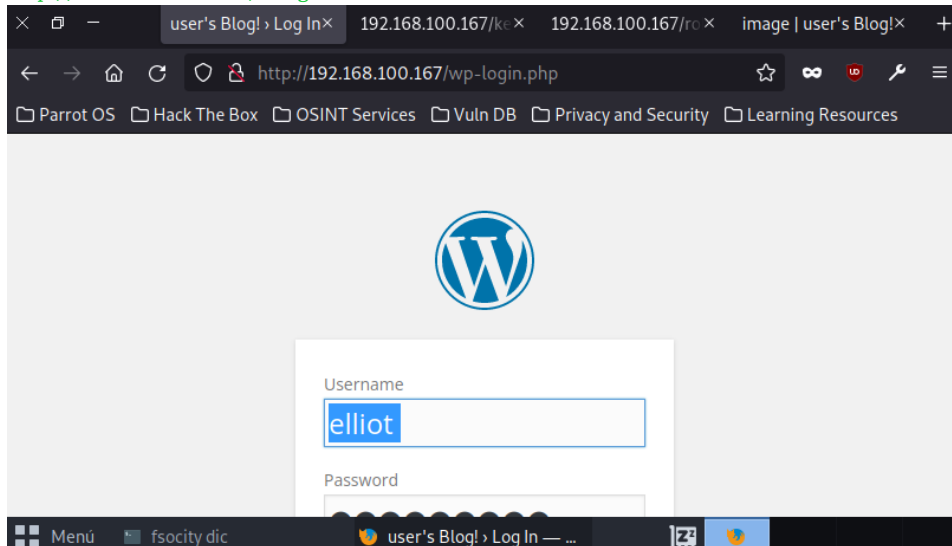 user's Blog! › Log In× 192.168.100.167/ke× 192.168.100.167/ro× image | user's Blog!× +
http://192.168.100.167/wp-login.php
Parrot OS Hack The Box OSINT Services Vuln DB Privacy and Security Learning Resources
Username
elliot
Password
Menú fsocity dic user's Blog! › Log In — ...